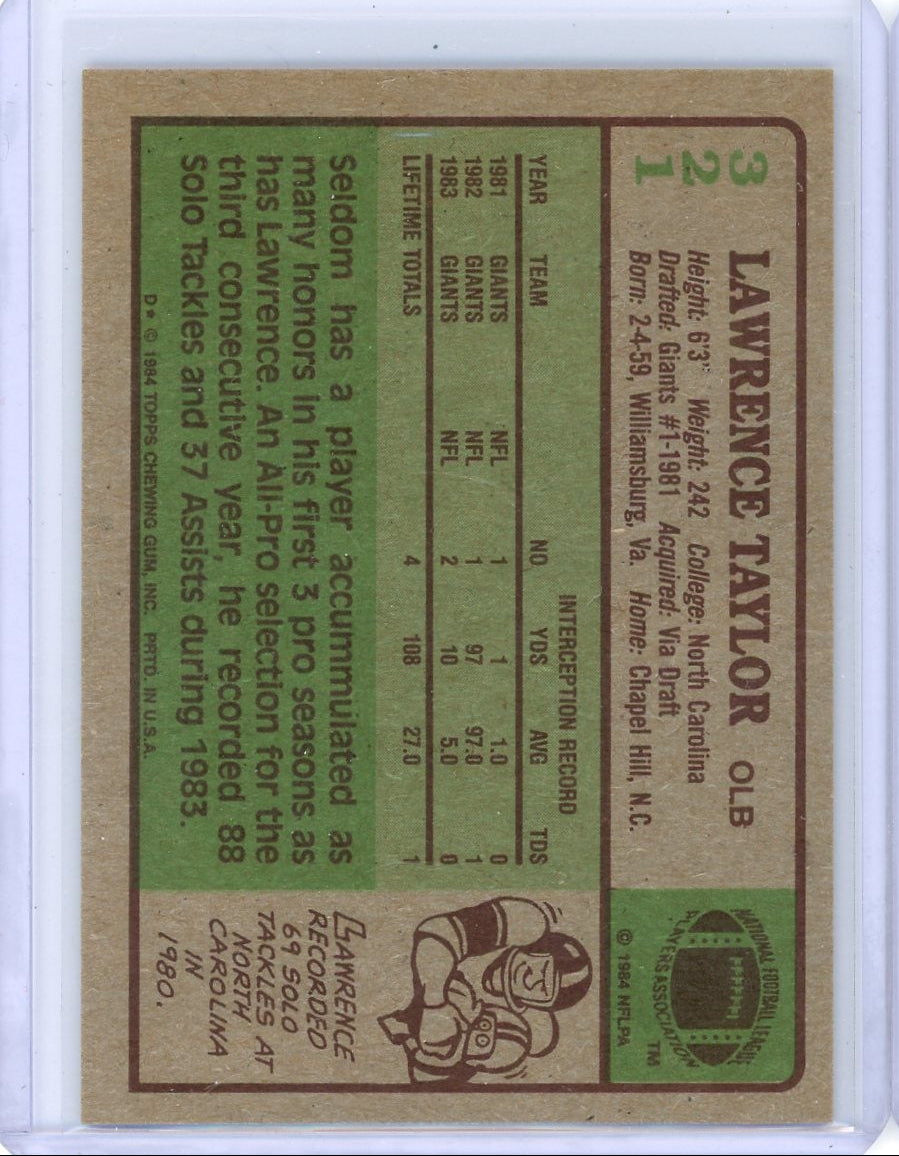 321
LAWRENCE TAYLOR OLB
Height: 6'3" Weight: 242 College: North Carolina
Drafted: Giants #1-1981 Acquired: Via Draft
Born: 2-4-59, Williamsburg, Va. Home: Chapel Hill, N.C.
NATIONAL FOOTBALL LEAGUE
PLAYERS ASSOCIATION
TM
© 1984 NFLPA
INTERCEPTION RECORD
YEAR TEAM NO YDS AVG TDS
1981 GIANTS NFL 1 1 1.0 0
1982 GIANTS NFL 1 97 97.0 1
1983 GIANTS NFL 2 10 5.0 0
LIFETIME TOTALS 4 108 27.0 1
Seldom has a player accummulated as
many honors in his first 3 pro seasons as
has Lawrence. An All-Pro selection for the
third consecutive year, he recorded 88
Solo Tackles and 37 Assists during 1983.
LAWRENCE
RECORDED
69 SOLO
TACKLES AT
NORTH
CAROLINA
IN
1980.
D* © 1984 TOPPS CHEWING GUM, INC. PRTD. IN U.S.A.